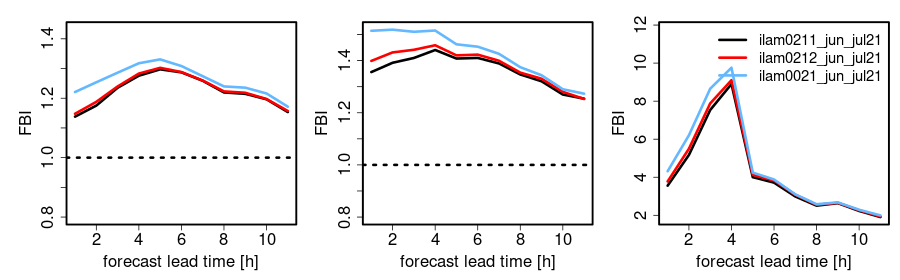 FBI
0.8 1.0 1.2 1.4
2 4 6 8 10
forecast lead time [h]
FBI
0.8 1.0 1.2 1.4
2 4 6 8 10
forecast lead time [h]
FBI
2 4 6 8 10 12
ilam0211_jun_jul21
ilam0212_jun_jul21
ilam0021_jun_jul21
2 4 6 8 10
forecast lead time [h]